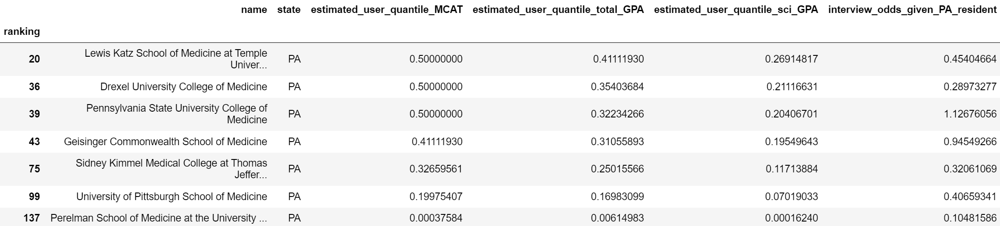 name state estimated_user_quantile_MCAT estimated_user_quantile_total_GPA estimated_user_quantile_sci_GPA interview_odds_given_PA_resident
ranking
20 Lewis Katz School of Medicine at Temple Univer... PA 0.50000000 0.41111930 0.26914817 0.45404664
36 Drexel University College of Medicine PA 0.50000000 0.35403684 0.21116631 0.28973277
39 Pennsylvania State University College of Medicine PA 0.50000000 0.32234266 0.20406701 1.12676056
43 Geisinger Commonwealth School of Medicine PA 0.41111930 0.31055893 0.19549643 0.94549266
75 Sidney Kimmel Medical College at Thomas Jeffer... PA 0.32659561 0.25015566 0.11713884 0.32061069
99 University of Pittsburgh School of Medicine PA 0.19975407 0.16983099 0.07019033 0.40659341
137 Perelman School of Medicine at the University ... PA 0.00037584 0.00614983 0.00016240 0.10481586